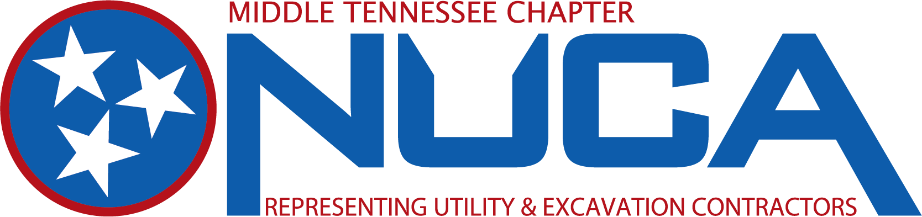 MIDDLE TENNESSEE CHAPTER
NUCA
REPRESENTING UTILITY & EXCAVATION CONTRACTORS